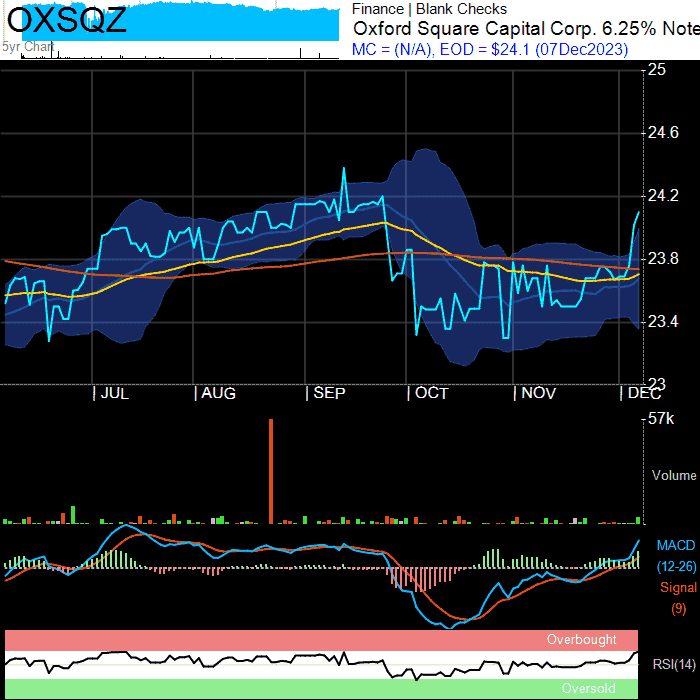 OXSQZ
5yr Chart
Finance | Blank Checks
Oxford Square Capital Corp. 6.25% Note
MC = (N/A), EOD = $24.1 (07Dec2023)
25
24.6
24.2
23.8
23.4
23
| JUL | AUG | SEP | OCT | NOV | DEC
57k
Volume
MACD
(12-26)
Signal
(9)
Overbought
RSI(14)
Oversold